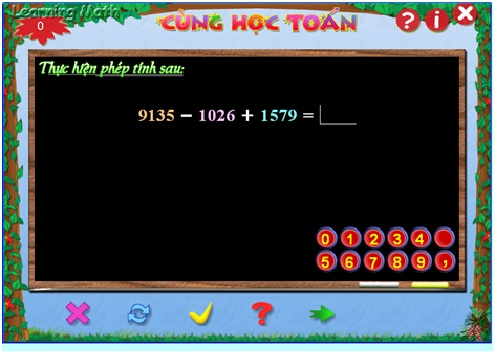 Learning Math
0
CÙNG HỌC TOÁN
? i X
Thực hiện phép tính sau:
9135 − 1026 + 1579 =
0 1 2 3 4
5 6 7 8 9 ,
?